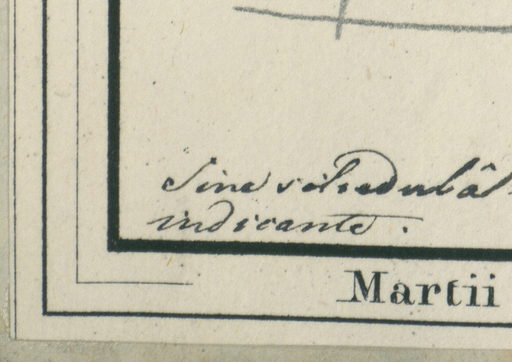 Sine schedulâ
indicante.
Martii